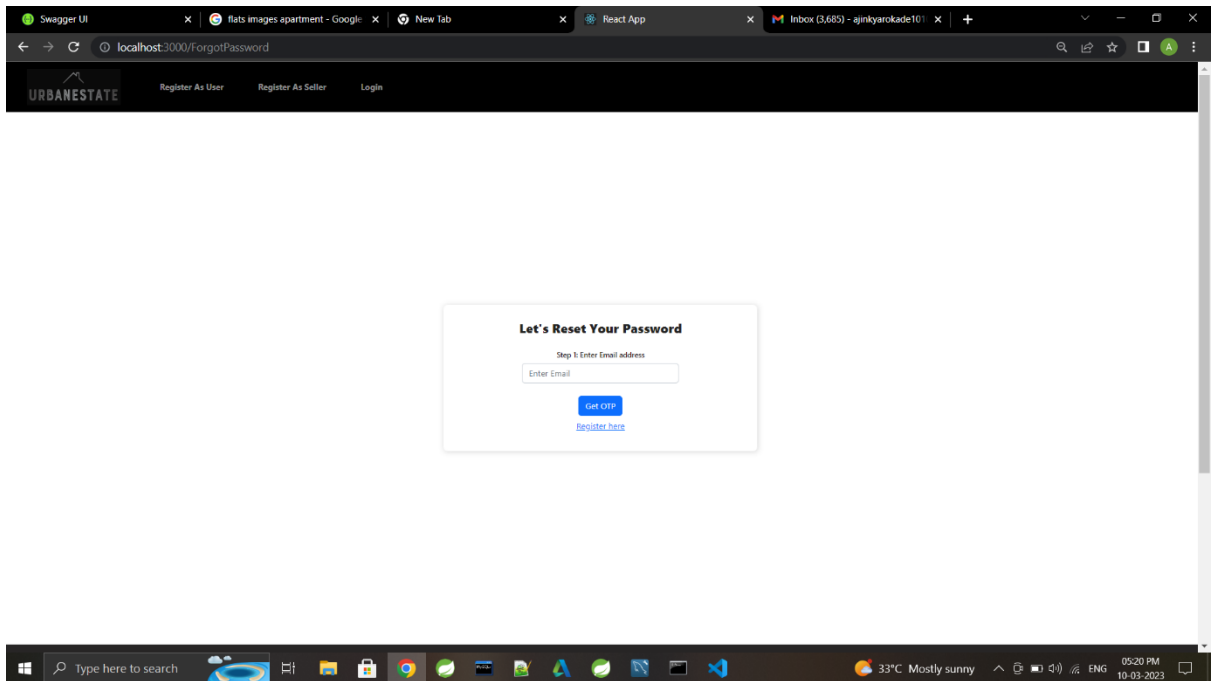 Swagger UI
flats images apartment - Google
New Tab
React App
Inbox (3,685) - ajinkyarokade101
localhost:3000/ForgotPassword
A
URBANESTATE
Register As User
Register As Seller
Login
Let's Reset Your Password
Step 1: Enter Email address
Enter Email
Get OTP
Register here
Type here to search
33°C Mostly sunny
ENG
05:20 PM
10-03-2023